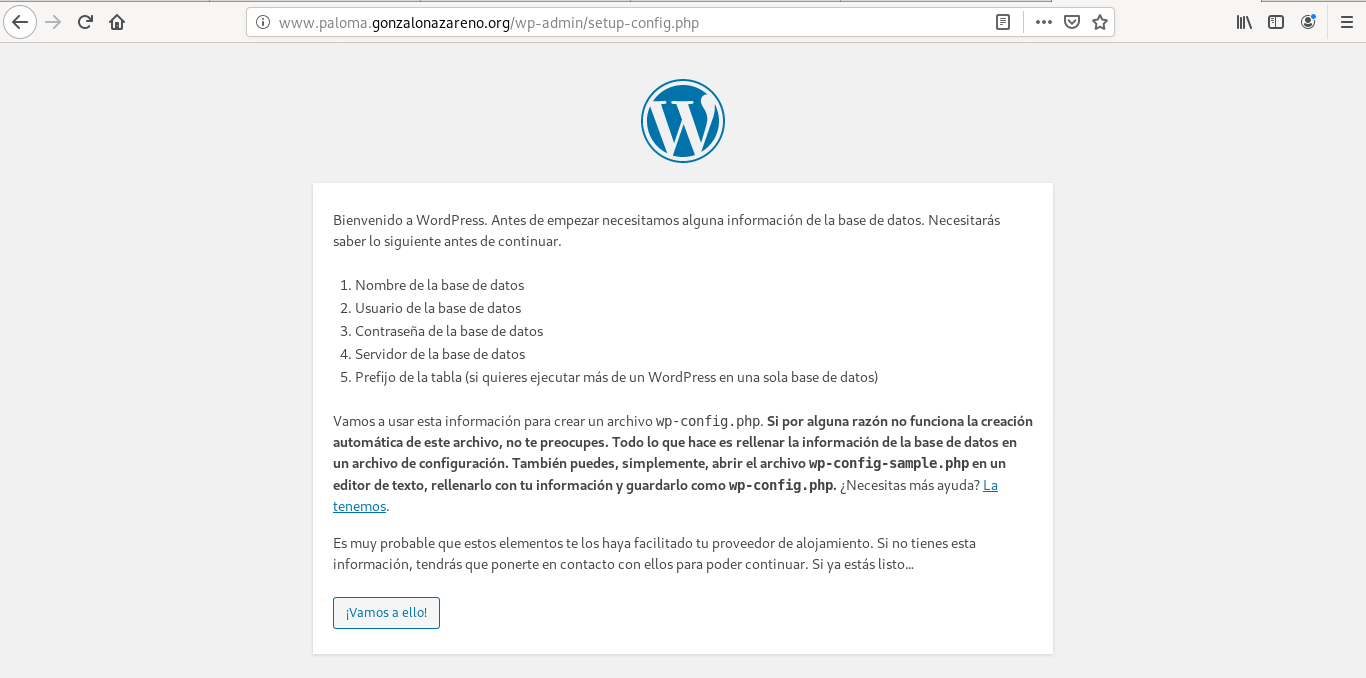 www.paloma.gonzalonazareno.org/wp-admin/setup-config.php
Bienvenido a WordPress. Antes de empezar necesitamos alguna información de la base de datos. Necesitarás
saber lo siguiente antes de continuar.
1. Nombre de la base de datos
2. Usuario de la base de datos
3. Contraseña de la base de datos
4. Servidor de la base de datos
5. Prefijo de la tabla (si quieres ejecutar más de un WordPress en una sola base de datos)
Vamos a usar esta información para crear un archivo wp-config.php. Si por alguna razón no funciona la creación
automática de este archivo, no te preocupes. Todo lo que hace es rellenar la información de la base de datos en
un archivo de configuración. También puedes, simplemente, abrir el archivo wp-config-sample.php en un
editor de texto, rellenarlo con tu información y guardarlo como wp-config.php. ¿Necesitas más ayuda? La
tenemos.
Es muy probable que estos elementos te los haya facilitado tu proveedor de alojamiento. Si no tienes esta
información, tendrás que ponerte en contacto con ellos para poder continuar. Si ya estás listo...
¡Vamos a ello!